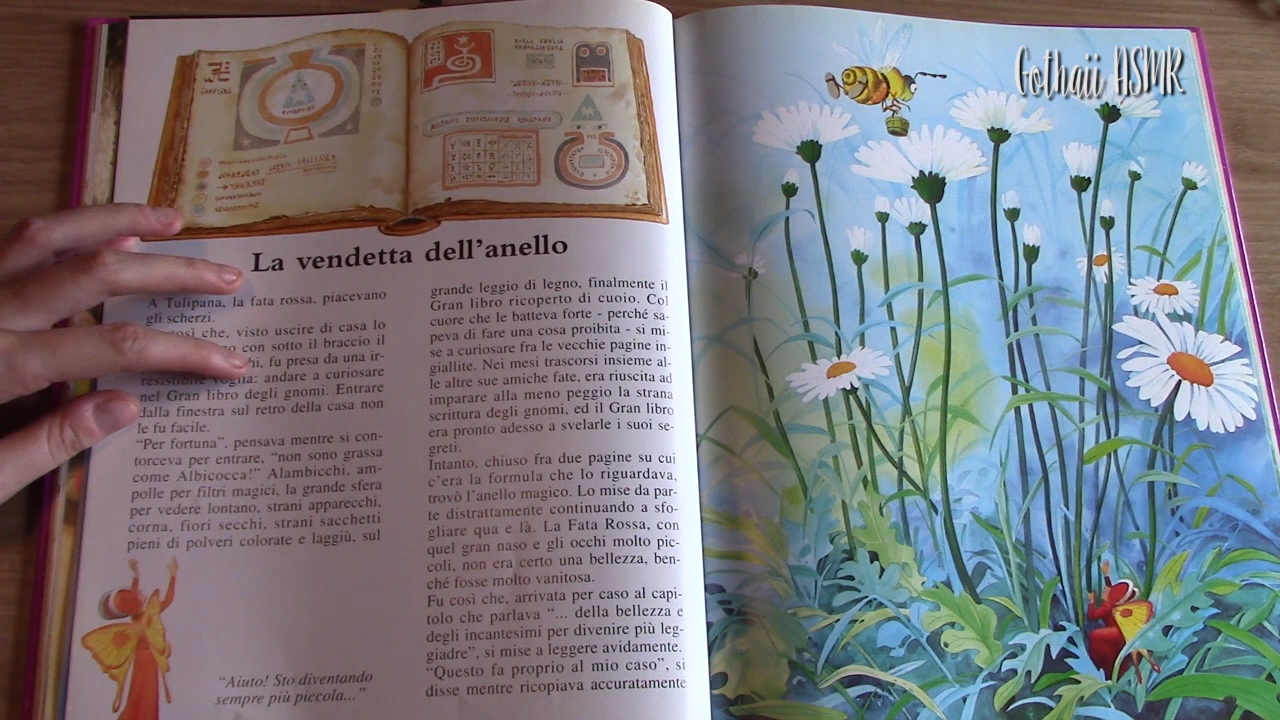 Gothaii ASMR
La vendetta dell'anello
A Tulipana, la fata rossa, piacevano
gli scherzi.
che, visto uscire di casa lo
con sotto il braccio il
fu presa da una ir-
resistibile voglia: andare a curiosare
nel Gran libro degli gnomi. Entrare
dalla finestra sul retro della casa non
le fu facile.
"Per fortuna", pensava mentre si con-
torceva per entrare, "non sono grassa
come Albicocca!" Alambicchi, am-
polle per filtri magici, la grande sfera
per vedere lontano, strani apparecchi,
corna, fiori secchi, strani sacchetti
pieni di polveri colorate e laggiù, sul
grande leggio di legno, finalmente il
Gran libro ricoperto di cuoio. Col
cuore che le batteva forte - perché sa-
peva di fare una cosa proibita - si mi-
se a curiosare fra le vecchie pagine in-
giallite. Nei mesi trascorsi insieme al-
le altre sue amiche fate, era riuscita ad
imparare alla meno peggio la strana
scrittura degli gnomi, ed il Gran libro
era pronto adesso a svelarle i suoi se-
greti.
Intanto, chiuso fra due pagine su cui
c'era la formula che lo riguardava,
trovò l'anello magico. Lo mise da par-
te distrattamente continuando a sfo-
gliare qua e là. La Fata Rossa, con
quel gran naso e gli occhi molto pic-
coli, non era certo una bellezza, ben-
ché fosse molto vanitosa.
Fu così che, arrivata per caso al capi-
tolo che parlava "... della bellezza e
degli incantesimi per divenire più leg-
giadre", si mise a leggere avidamente.
"Questo fa proprio al mio caso", si
disse mentre ricopiava accuratamente
"Aiuto! Sto diventando
sempre più piccola..."